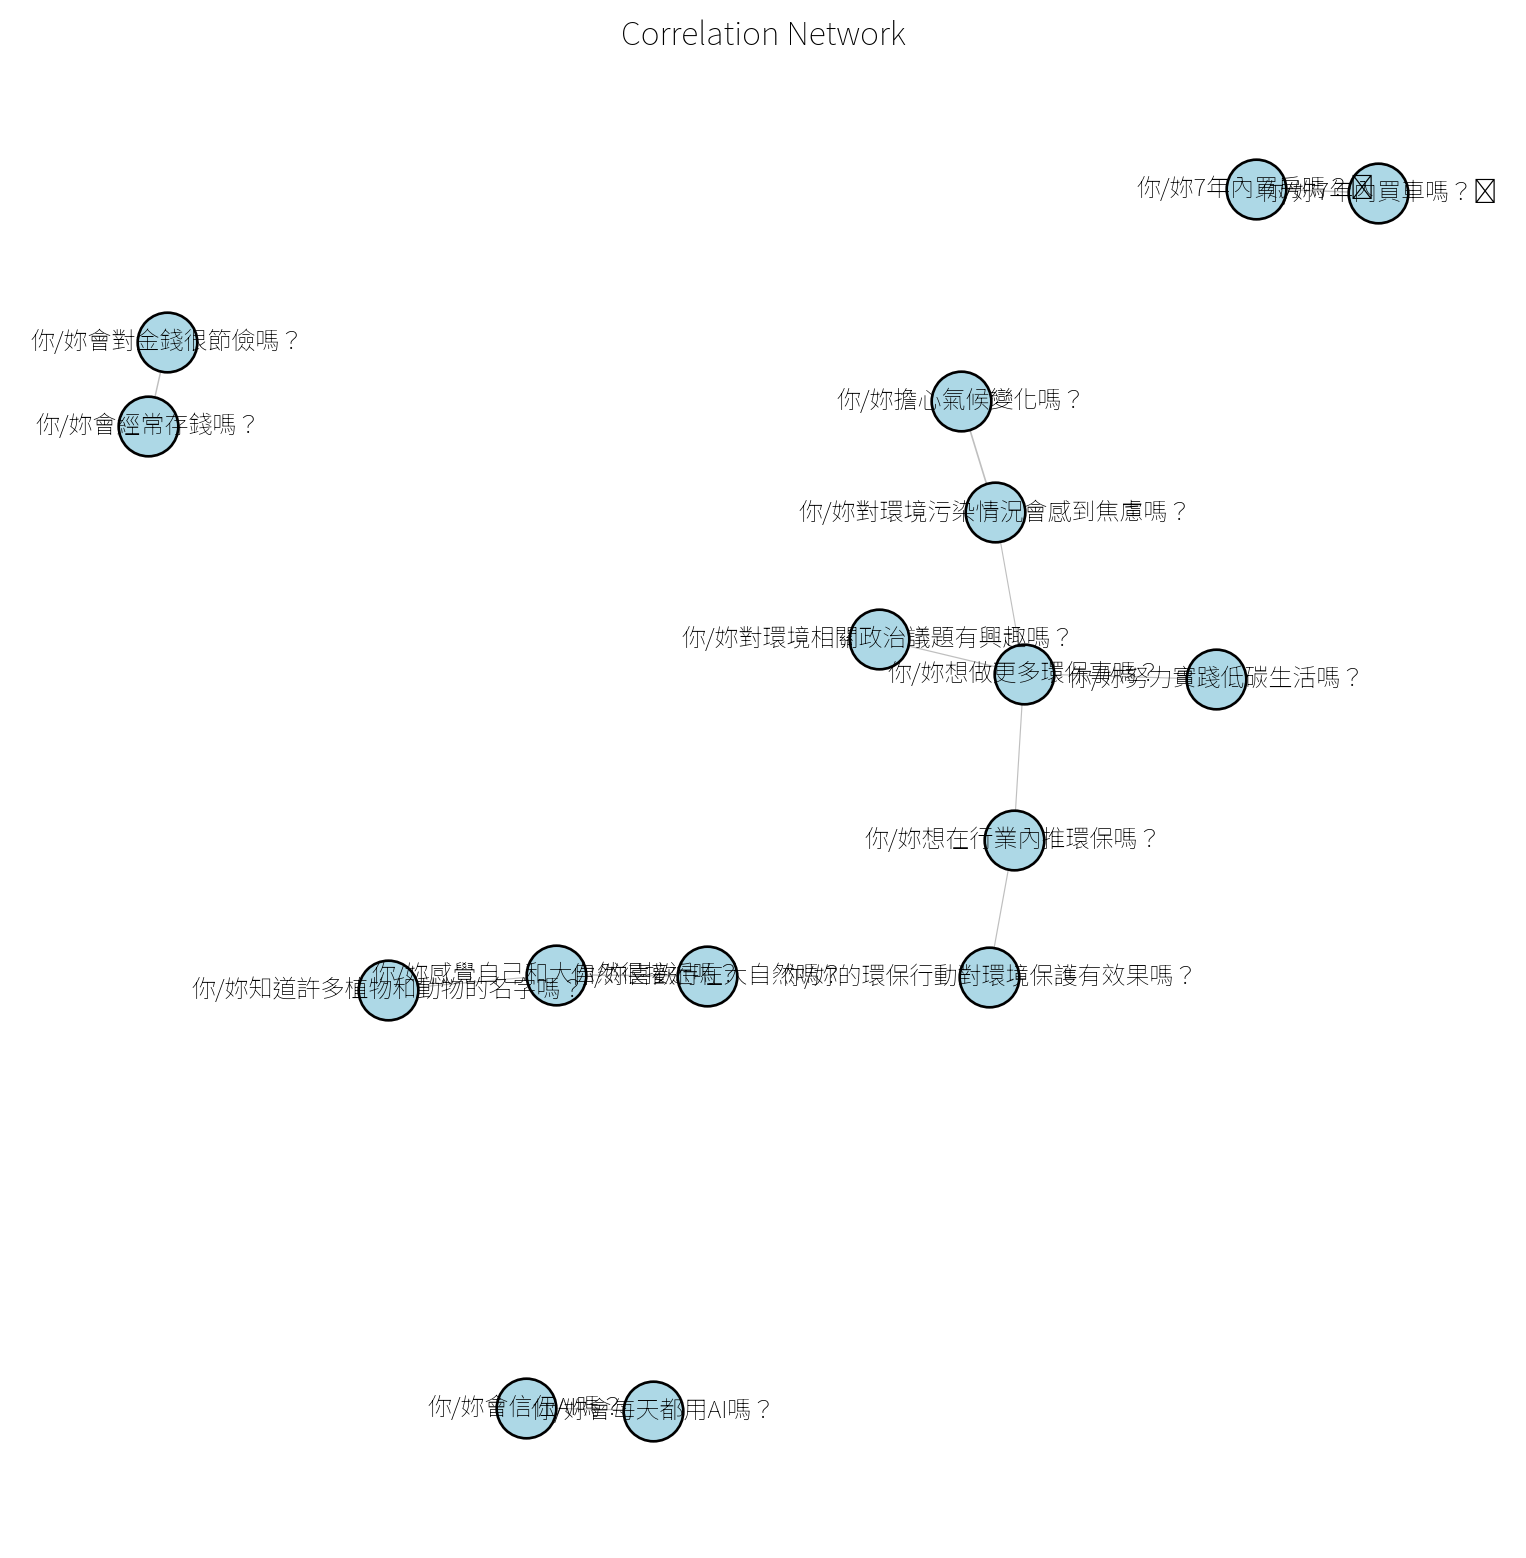 Correlation Network
你/妳7年內買房嗎？
你/妳7年內買車嗎？
你/妳會對金錢很節儉嗎？
你/妳擔心氣候變化嗎？
你/妳會經常存錢嗎？
你/妳對環境污染情況會感到焦慮嗎？
你/妳對環境相關政治議題有興趣嗎？
你/妳想做更多環保事嗎？
你/妳努力實踐低碳生活嗎？
你/妳想在行業內推環保嗎？
你/妳感覺自己和大自然很接近嗎？
你/妳喜歡待在大自然嗎？
你/妳的環保行動對環境保護有效果嗎？
你/妳知道許多植物和動物的名字嗎？
你/妳會信任AI嗎？
你/妳會每天都用AI嗎？